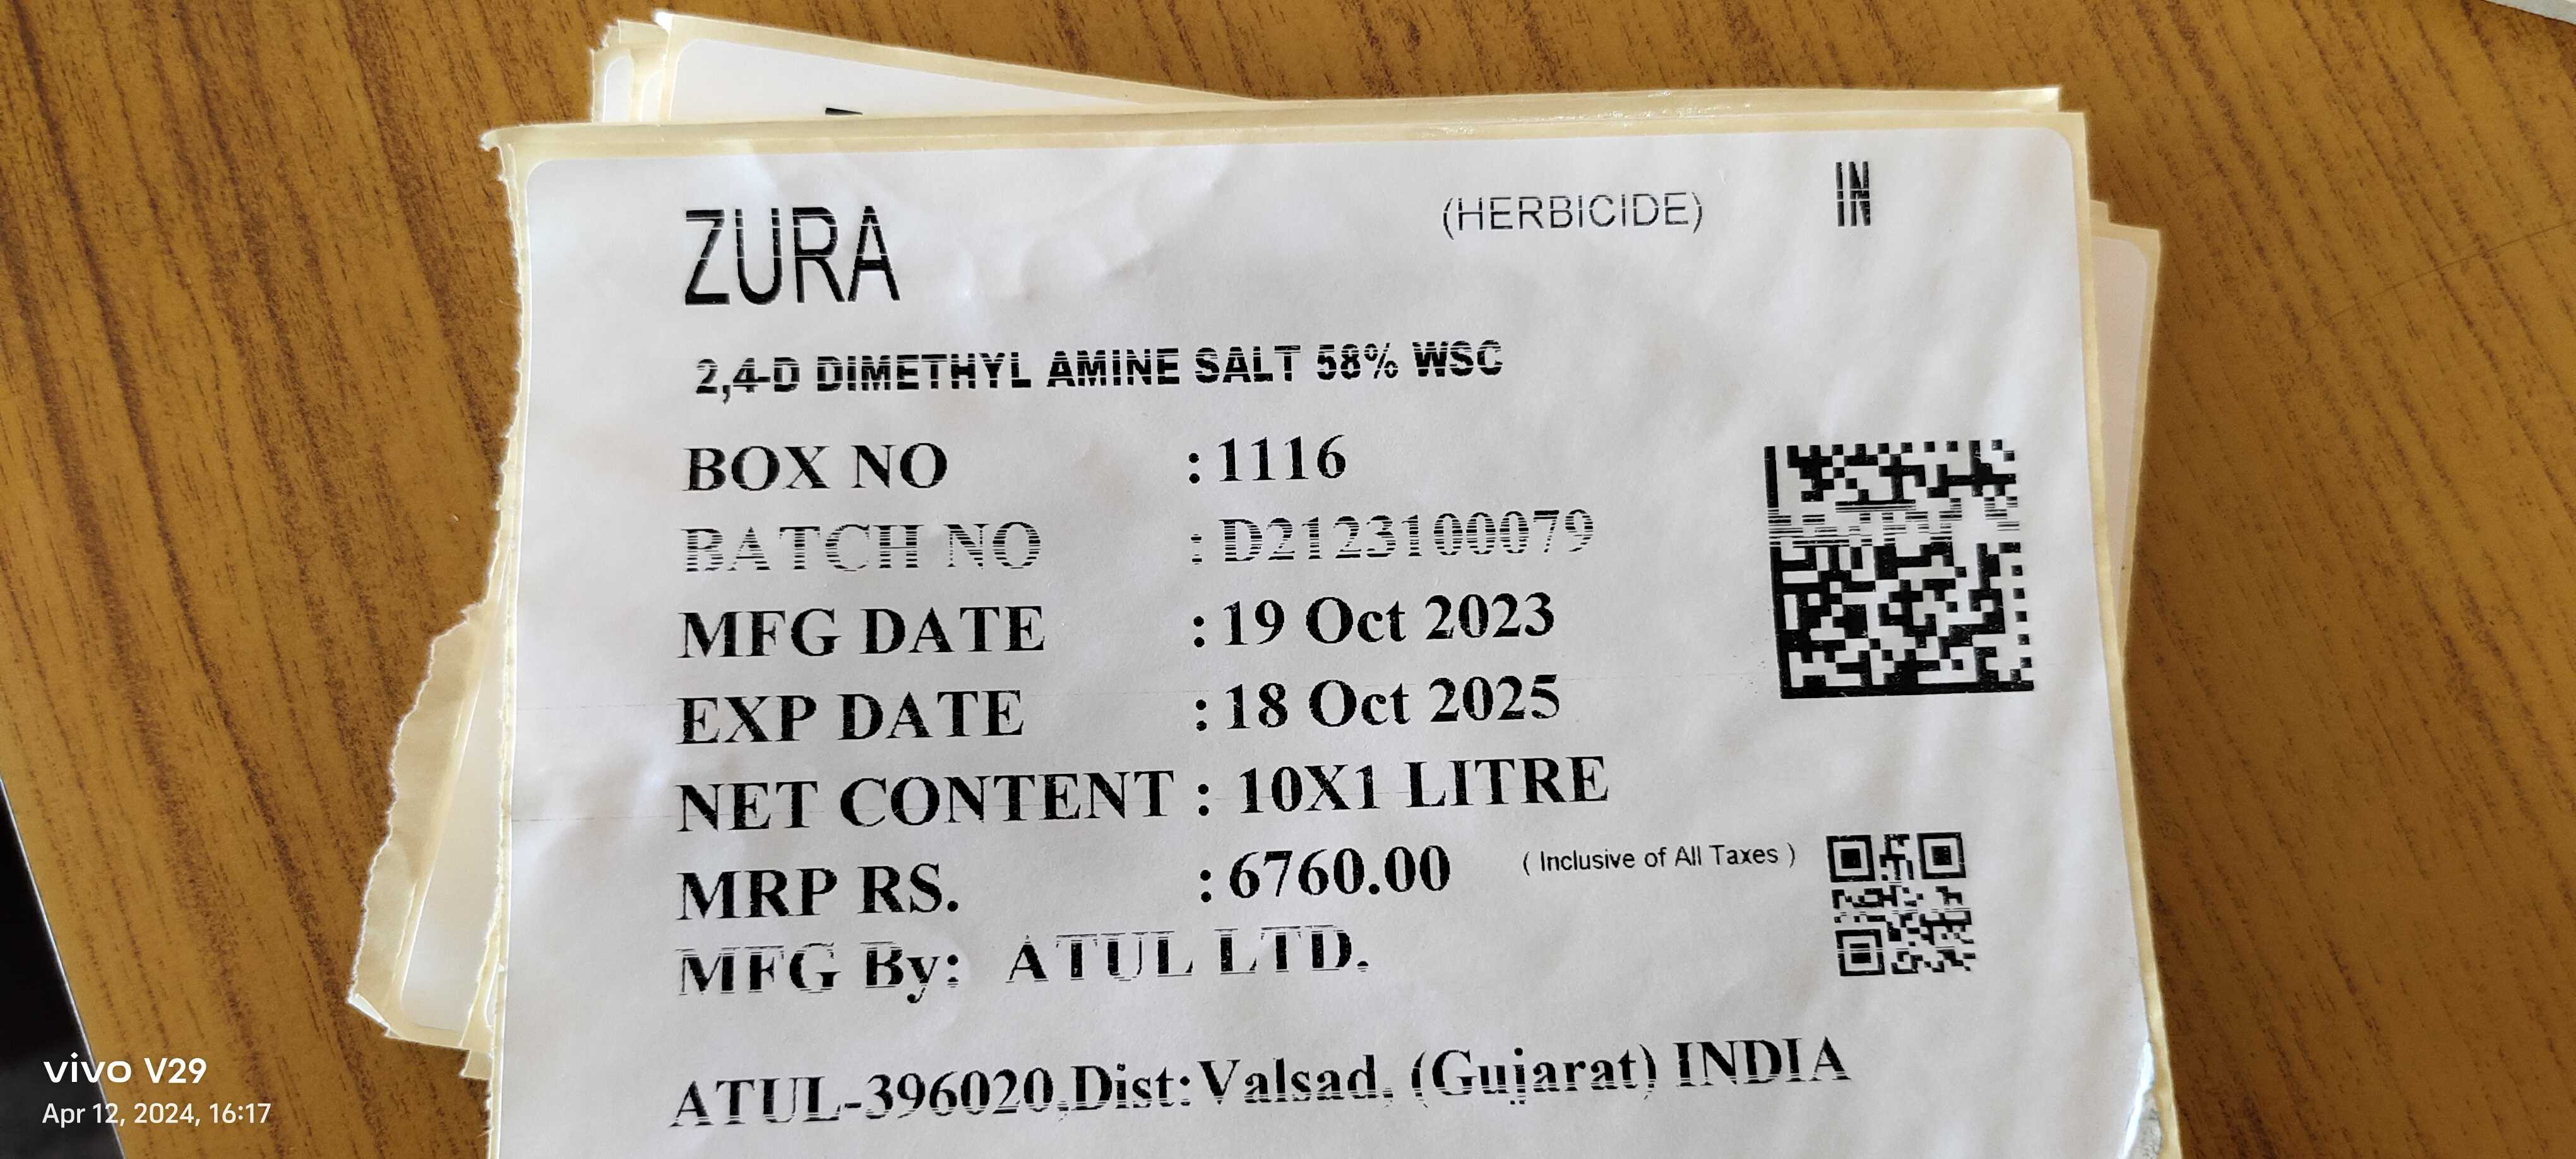 ZURA (HERBICIDE) IN
2,4-D DIMETHYL AMINE SALT 58% WSC
BOX NO : 1116
BATCH NO : D2123100079
MFG DATE : 19 Oct 2023
EXP DATE : 18 Oct 2025
NET CONTENT : 10X1 LITRE
MRP RS. : 6760.00 ( Inclusive of All Taxes )
MFG By: ATUL LTD.
ATUL-396020,Dist:Valsad, (Gujarat) INDIA
vivo V29
Apr 12, 2024, 16:17